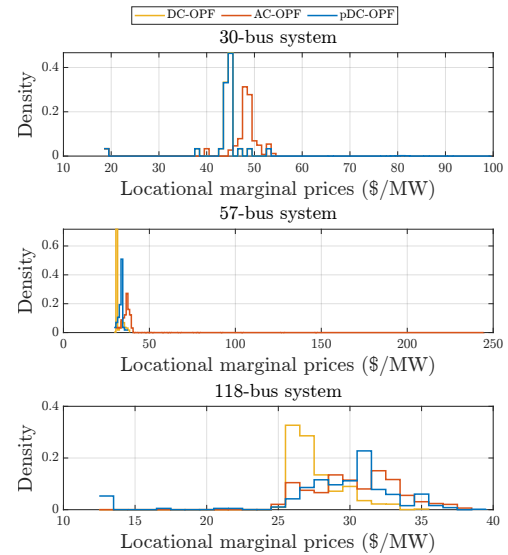 DC-OPF AC-OPF pDC-OPF
30-bus system
0.4
0.2
0
Density
10 20 30 40 50 60 70 80 90 100
Locational marginal prices ($/MW)
57-bus system
0.6
0.4
0.2
0
Density
0 50 100 150 200 250
Locational marginal prices ($/MW)
118-bus system
0.4
0.2
0
Density
10 15 20 25 30 35 40
Locational marginal prices ($/MW)